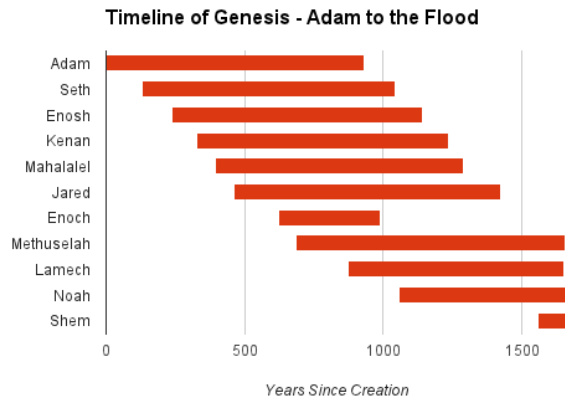 Timeline of Genesis - Adam to the Flood
Adam
Seth
Enosh
Kenan
Mahalalel
Jared
Enoch
Methuselah
Lamech
Noah
Shem
0 500 1000 1500
Years Since Creation